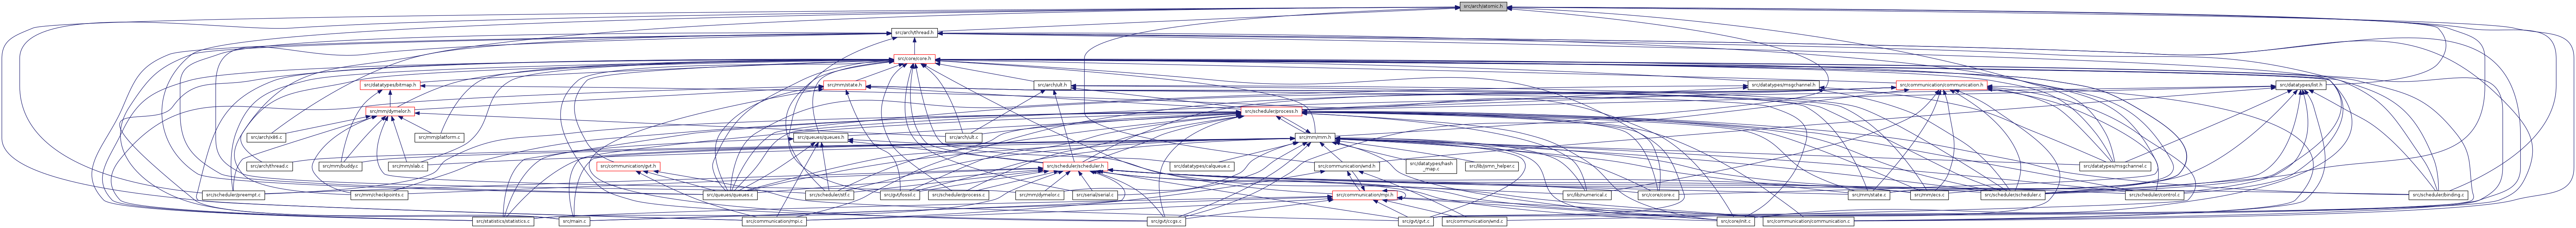 src/arch/atomic.h
src/arch/thread.h
src/core/core.h
src/datatypes/bitmap.h
src/mm/state.h
src/arch/ult.h
src/datatypes/msgchannel.h
src/communication/communication.h
src/datatypes/list.h
src/mm/dymelor.h
src/scheduler/process.h
src/arch/x86.c
src/mm/platform.c
src/queues/queues.h
src/arch/ult.c
src/mm/mm.h
src/arch/thread.c
src/mm/buddy.c
src/mm/slab.c
src/communication/gvt.h
src/scheduler/scheduler.h
src/datatypes/calqueue.c
src/communication/wnd.h
src/datatypes/hash
_map.c
src/lib/jsmn_helper.c
src/datatypes/msgchannel.c
src/scheduler/preempt.c
src/mm/checkpoints.c
src/queues/queues.c
src/scheduler/stf.c
src/gvt/fossil.c
src/scheduler/process.c
src/mm/dymelor.c
src/serial/serial.c
src/communication/mpi.h
src/lib/numerical.c
src/core/core.c
src/mm/state.c
src/mm/ecs.c
src/scheduler/scheduler.c
src/scheduler/control.c
src/scheduler/binding.c
src/statistics/statistics.c
src/main.c
src/communication/mpi.c
src/gvt/ccgs.c
src/gvt/gvt.c
src/communication/wnd.c
src/core/init.c
src/communication/communication.c